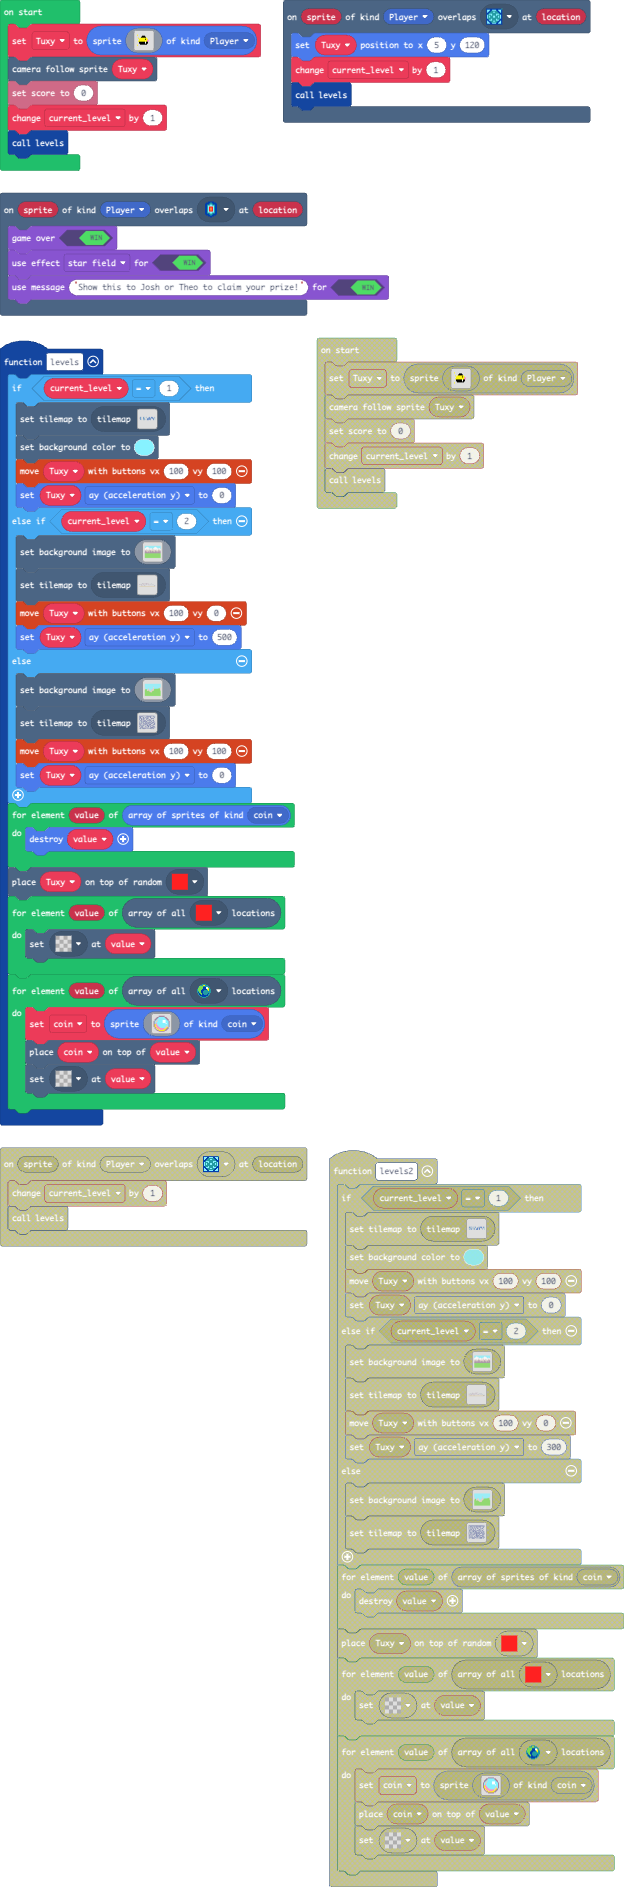 on start
set Tuxy to sprite of kind Player
camera follow sprite Tuxy
set score to 0
change current_level by 1
call levels
on sprite of kind Player overlaps at location
set Tuxy position to x 5 y 120
change current_level by 1
call levels
on sprite of kind Player overlaps at location
game over WIN
use effect star field for WIN
use message "Show this to Josh or Theo to claim your prize!" for WIN
function levels
if current_level = 1 then
set tilemap to tilemap
set background color to
move Tuxy with buttons vx 100 vy 100
set Tuxy ay (acceleration y) to 0
else if current_level = 2 then
set background image to
set tilemap to tilemap
move Tuxy with buttons vx 100 vy 0
set Tuxy ay (acceleration y) to 500
else
set background image to
set tilemap to tilemap
move Tuxy with buttons vx 100 vy 100
set Tuxy ay (acceleration y) to 0
for element value of array of sprites of kind coin
do
destroy value
place Tuxy on top of random
for element value of array of all locations
do
set at value
for element value of array of all locations
do
set coin to sprite of kind coin
place coin on top of value
set at value
on start
set Tuxy to sprite of kind Player
camera follow sprite Tuxy
set score to 0
change current_level by 1
call levels
on sprite of kind Player overlaps at location
change current_level by 1
call levels
function levels2
if current_level = 1 then
set tilemap to tilemap
set background color to
move Tuxy with buttons vx 100 vy 100
set Tuxy ay (acceleration y) to 0
else if current_level = 2 then
set background image to
set tilemap to tilemap
move Tuxy with buttons vx 100 vy 0
set Tuxy ay (acceleration y) to 300
else
set background image to
set tilemap to tilemap
for element value of array of sprites of kind coin
do
destroy value
place Tuxy on top of random
for element value of array of all locations
do
set at value
for element value of array of all locations
do
set coin to sprite of kind coin
place coin on top of value
set at value